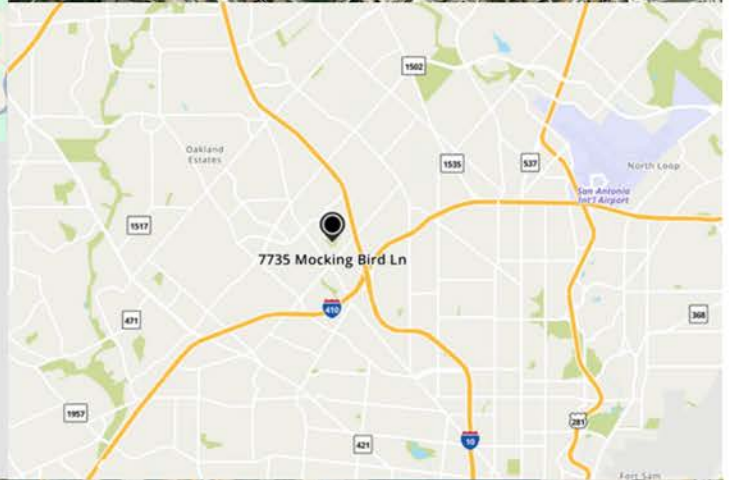 1502
Oakland
Estates
1535
537
North Loop
San Antonio
Int'l Airport
1517
7735 Mocking Bird Ln
410
471
368
1957
281
421
10
Fort Sam